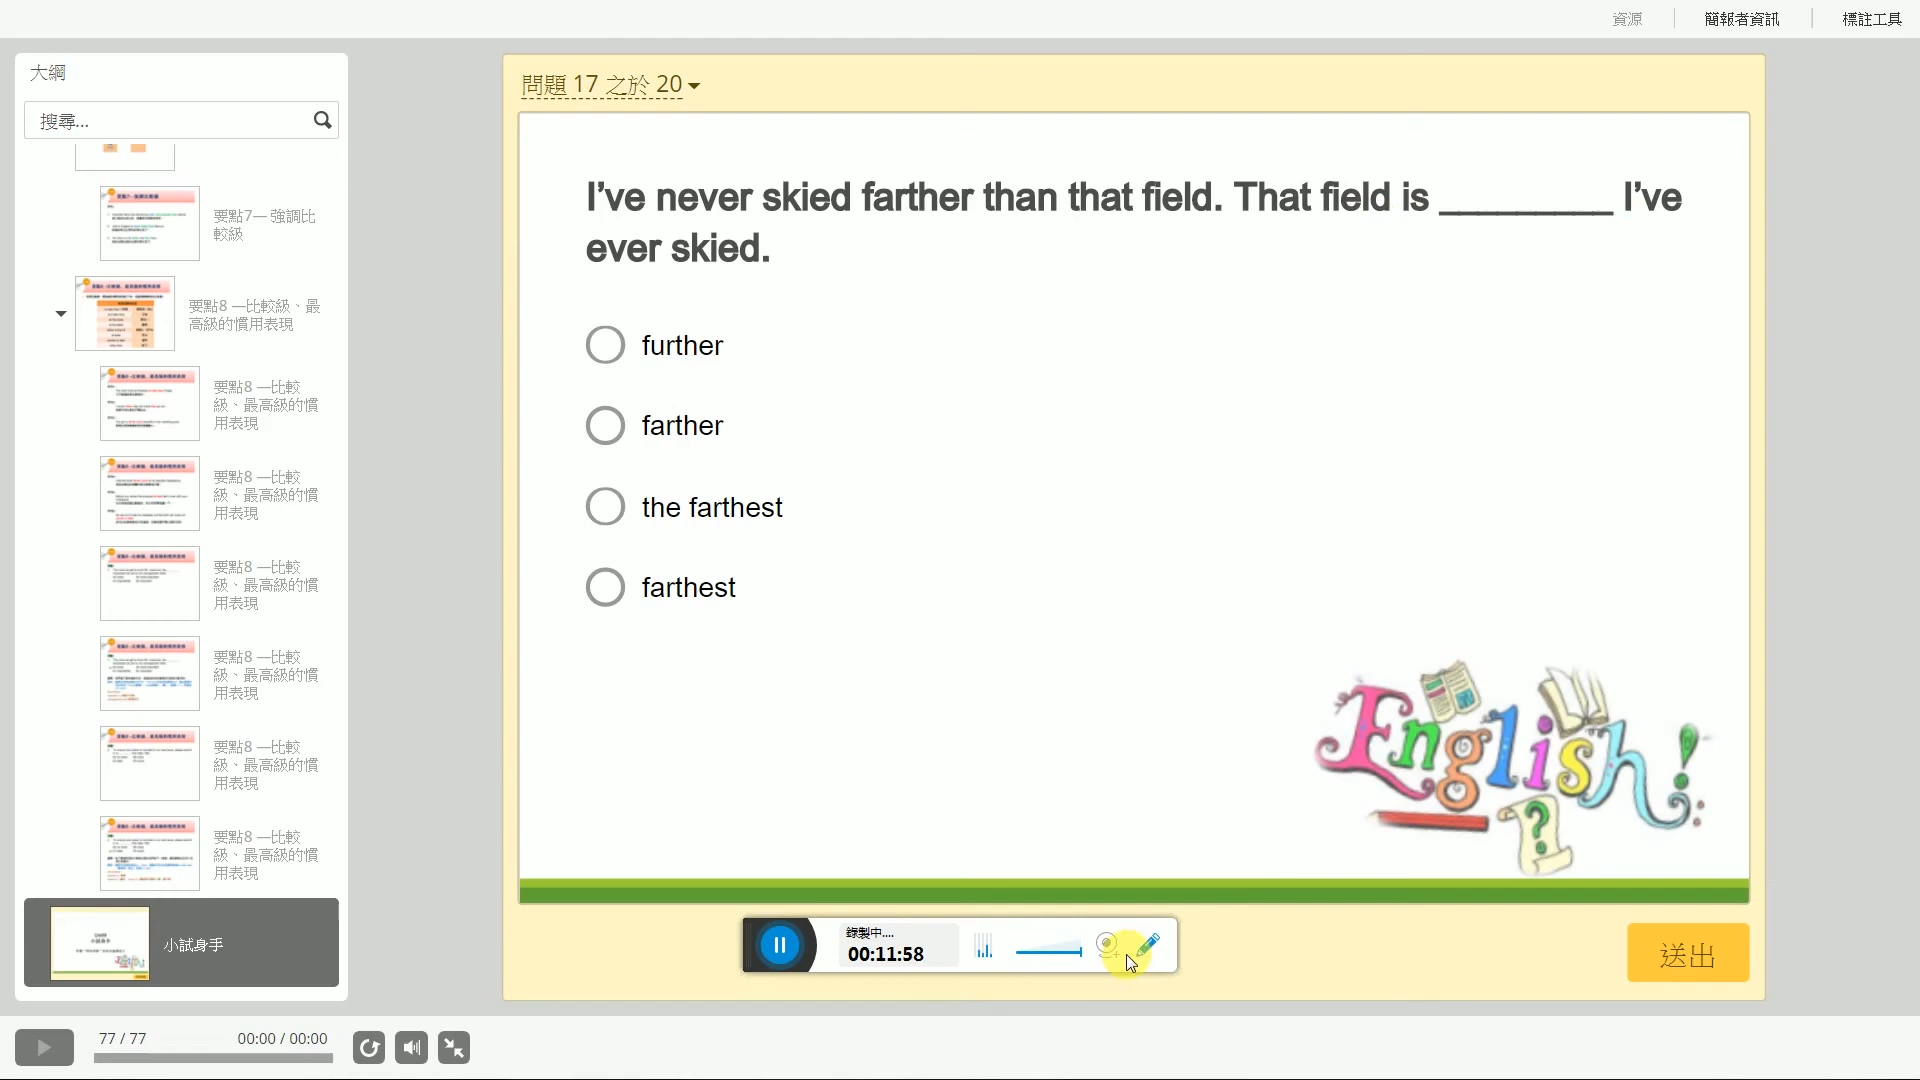 資源
簡報者資訊
標註工具
大綱
搜尋...
要點7— 強調比
較級
要點8 —比較級、最
高級的慣用表現
要點8 —比較
級、最高級的慣
用表現
要點8 —比較
級、最高級的慣
用表現
要點8 —比較
級、最高級的慣
用表現
要點8 —比較
級、最高級的慣
用表現
要點8 —比較
級、最高級的慣
用表現
要點8 —比較
級、最高級的慣
用表現
小試身手
問題 17 之於 20
I’ve never skied farther than that field. That field is _________ I’ve
ever skied.
further
farther
the farthest
farthest
English!
?
錄製中....
00:11:58
送出
77 / 77
00:00 / 00:00